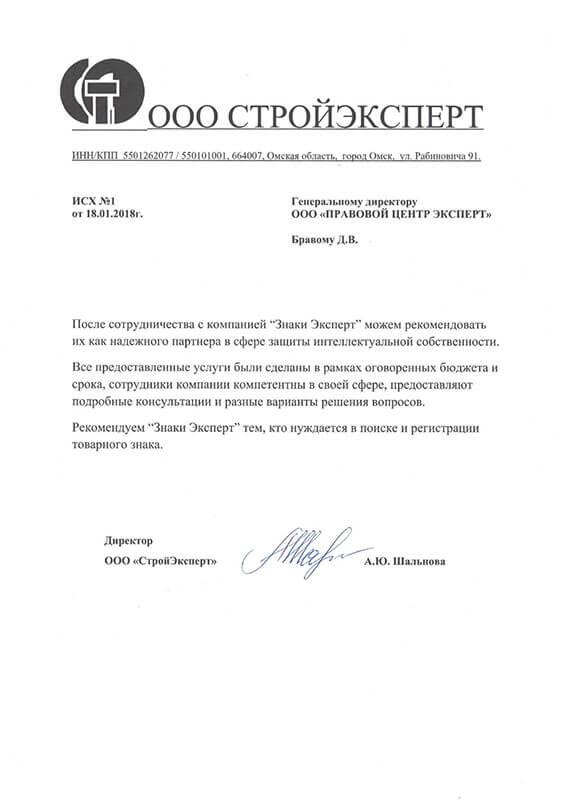 ООО СТРОЙЭКСПЕРТ
ИНН/КПП 5501262077 / 550101001, 664007, Омская область, город Омск, ул. Рабиновича 91.
ИСХ №1
от 18.01.2018г.
Генеральному директору
ООО «ПРАВОВОЙ ЦЕНТР ЭКСПЕРТ»
Бравому Д.В.
После сотрудничества с компанией “Знаки Эксперт” можем рекомендовать
их как надежного партнера в сфере защиты интеллектуальной собственности.
Все предоставленные услуги были сделаны в рамках оговоренных бюджета и
срока, сотрудники компании компетентны в своей сфере, предоставляют
подробные консультации и разные варианты решения вопросов.
Рекомендуем “Знаки Эксперт” тем, кто нуждается в поиске и регистрации
товарного знака.
Директор
ООО «СтройЭксперт»
А.Ю. Шальнова